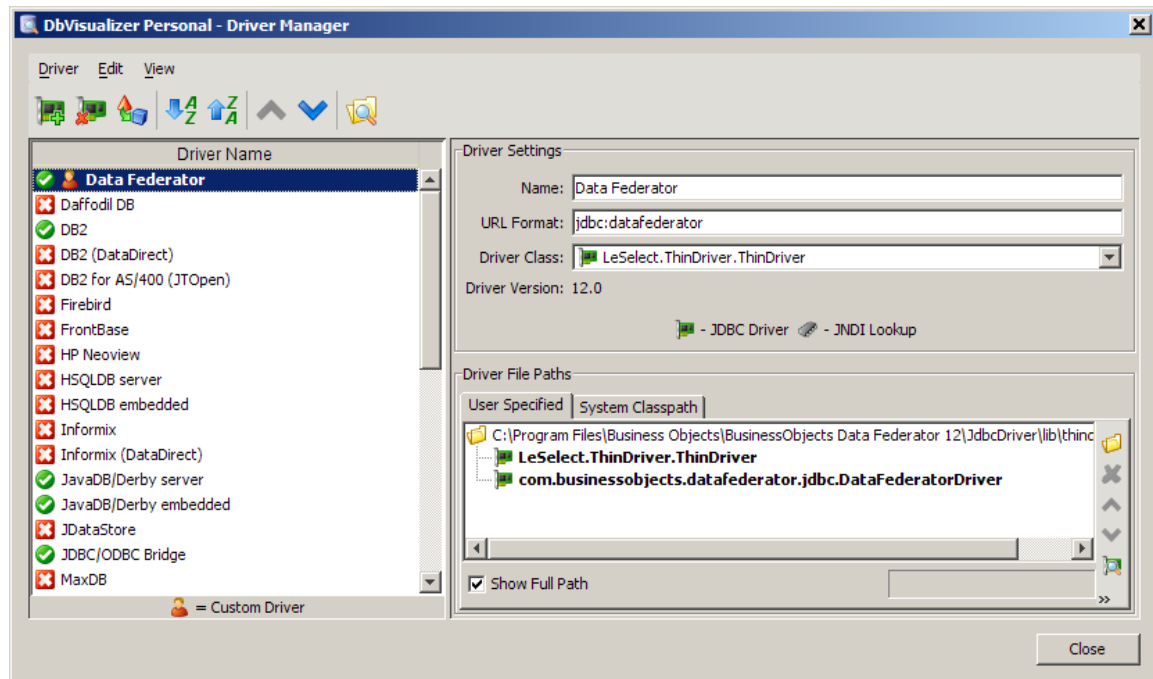 DbVisualizer Personal - Driver Manager
Driver Edit View
Driver Name
Data Federator
Daffodil DB
DB2
DB2 (DataDirect)
DB2 for AS/400 (JTOpen)
Firebird
FrontBase
HP Neoview
HSQLDB server
HSQLDB embedded
Informix
Informix (DataDirect)
JavaDB/Derby server
JavaDB/Derby embedded
JDataStore
JDBC/ODBC Bridge
MaxDB
= Custom Driver
Driver Settings
Name: Data Federator
URL Format: jdbc:datafederator
Driver Class: LeSelect.ThinDriver.ThinDriver
Driver Version: 12.0
- JDBC Driver - JNDI Lookup
Driver File Paths
User Specified System Classpath
C:\Program Files\Business Objects\BusinessObjects Data Federator 12\JdbcDriver\lib\thinc
LeSelect.ThinDriver.ThinDriver
com.businessobjects.datafederator.jdbc.DataFederatorDriver
Show Full Path
Close